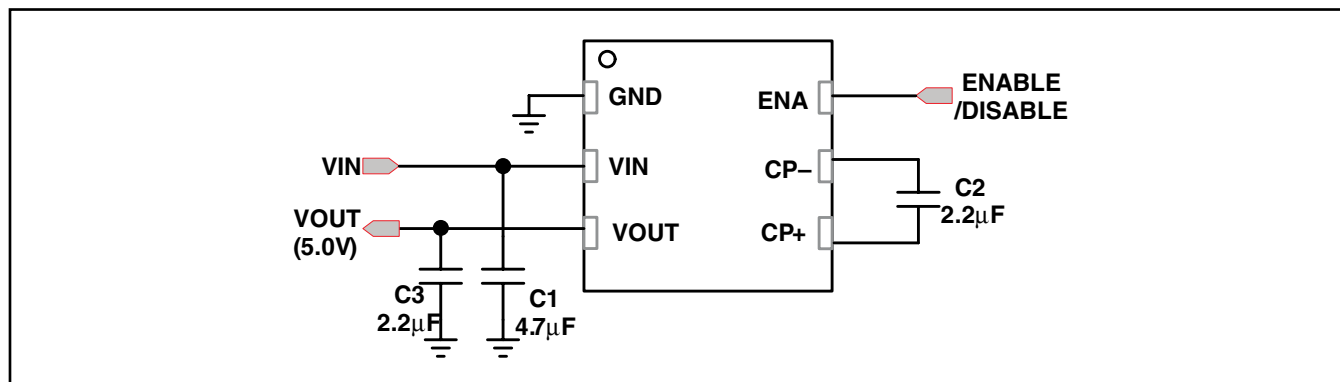 GND
ENA
ENABLE
/DISABLE
VIN
VIN
CP–
C2
2.2µF
VOUT
(5.0V)
VOUT
CP+
C3
2.2µF
C1
4.7µF